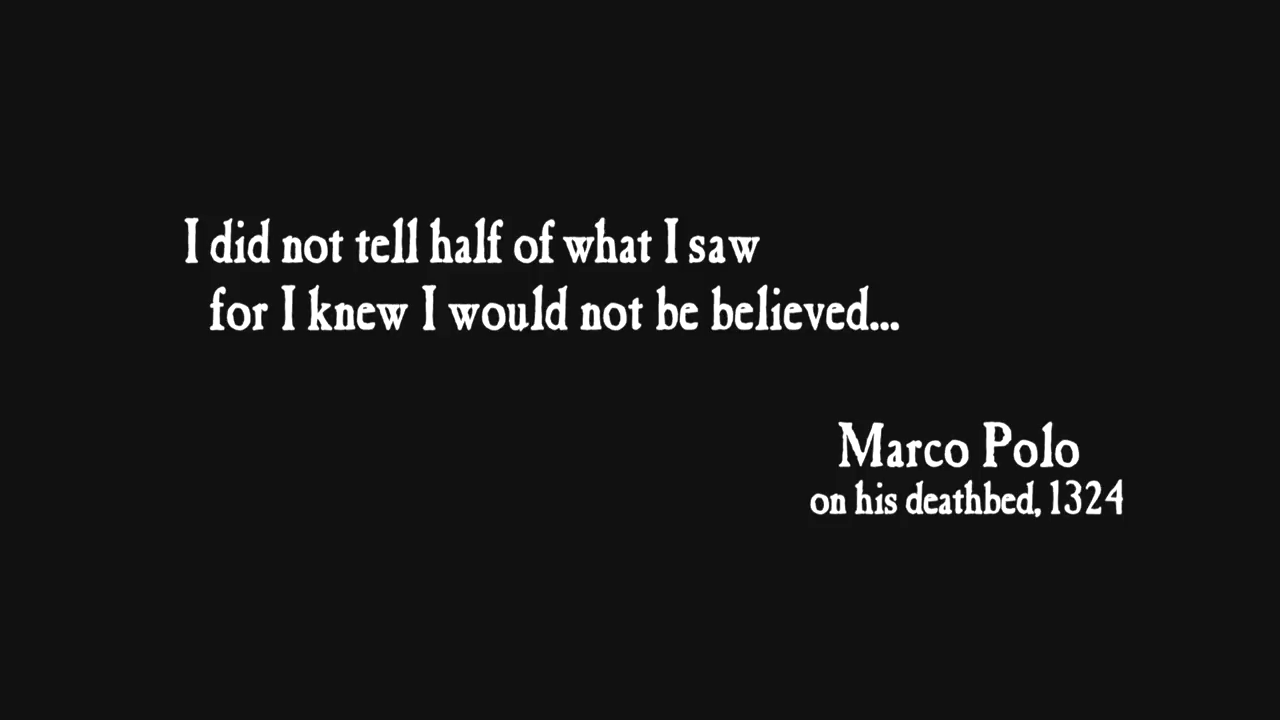 I did not tell half of what I saw
for I knew I would not be believed...
Marco Polo
on his deathbed, 1324